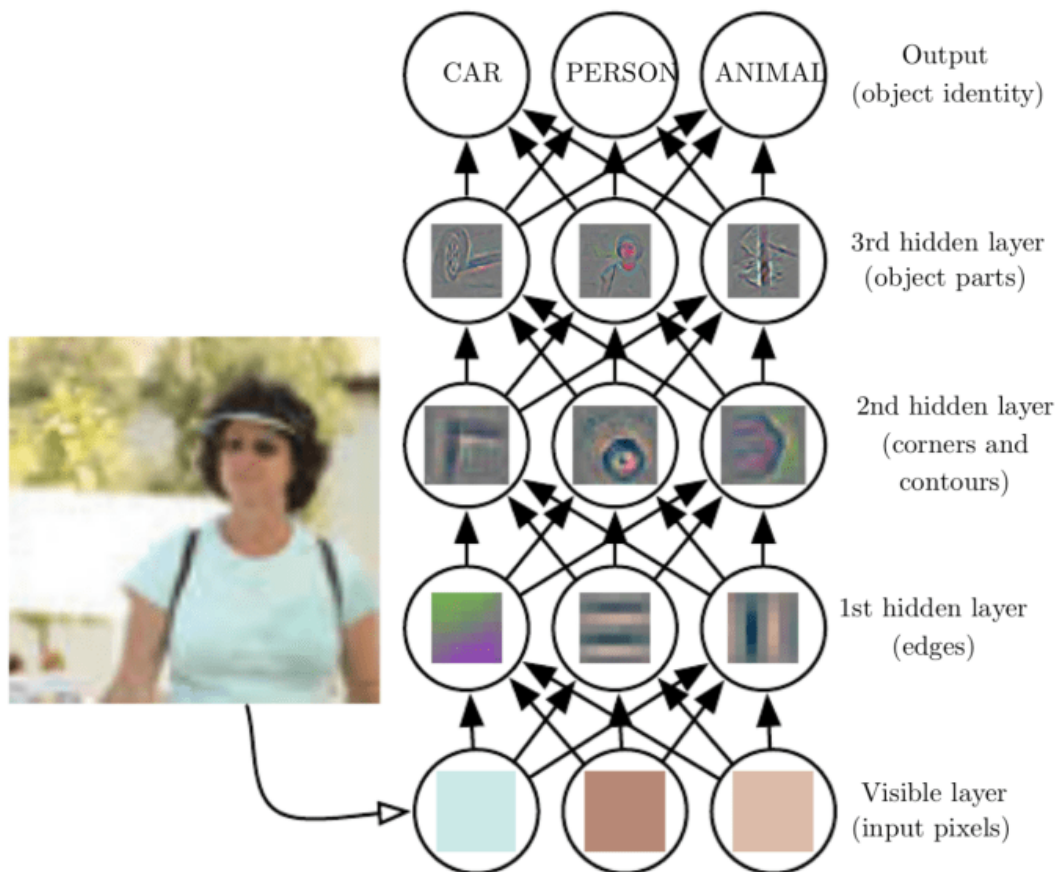 CAR
PERSON
ANIMAL
Output
(object identity)
3rd hidden layer
(object parts)
2nd hidden layer
(corners and
contours)
1st hidden layer
(edges)
Visible layer
(input pixels)